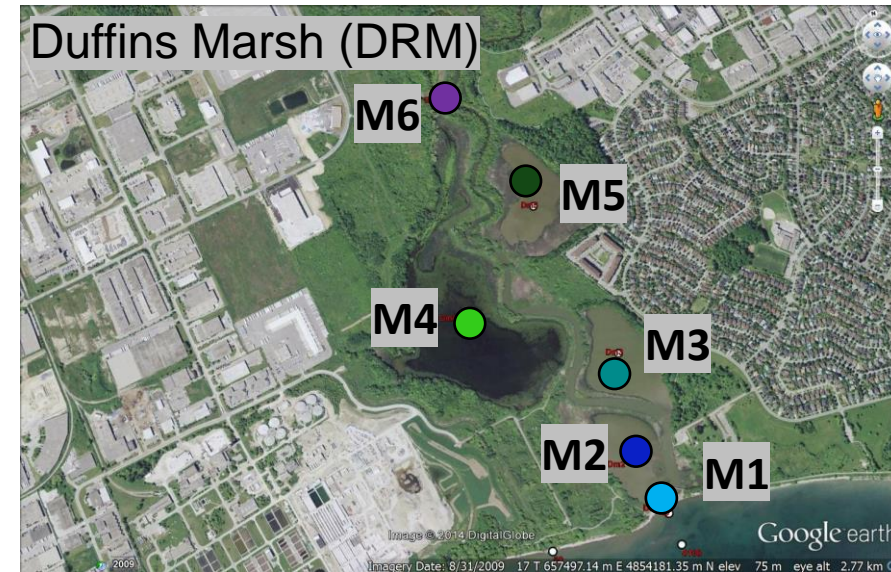 Duffins Marsh (DRM)
M6
M5
M4
M3
M2
M1
Image © 2014 DigitalGlobe
Google earth
2009
Imagery Date: 8/31/2009 17 T 657497.14 m E 4854181.35 m N elev 75 m eye alt 2.77 km